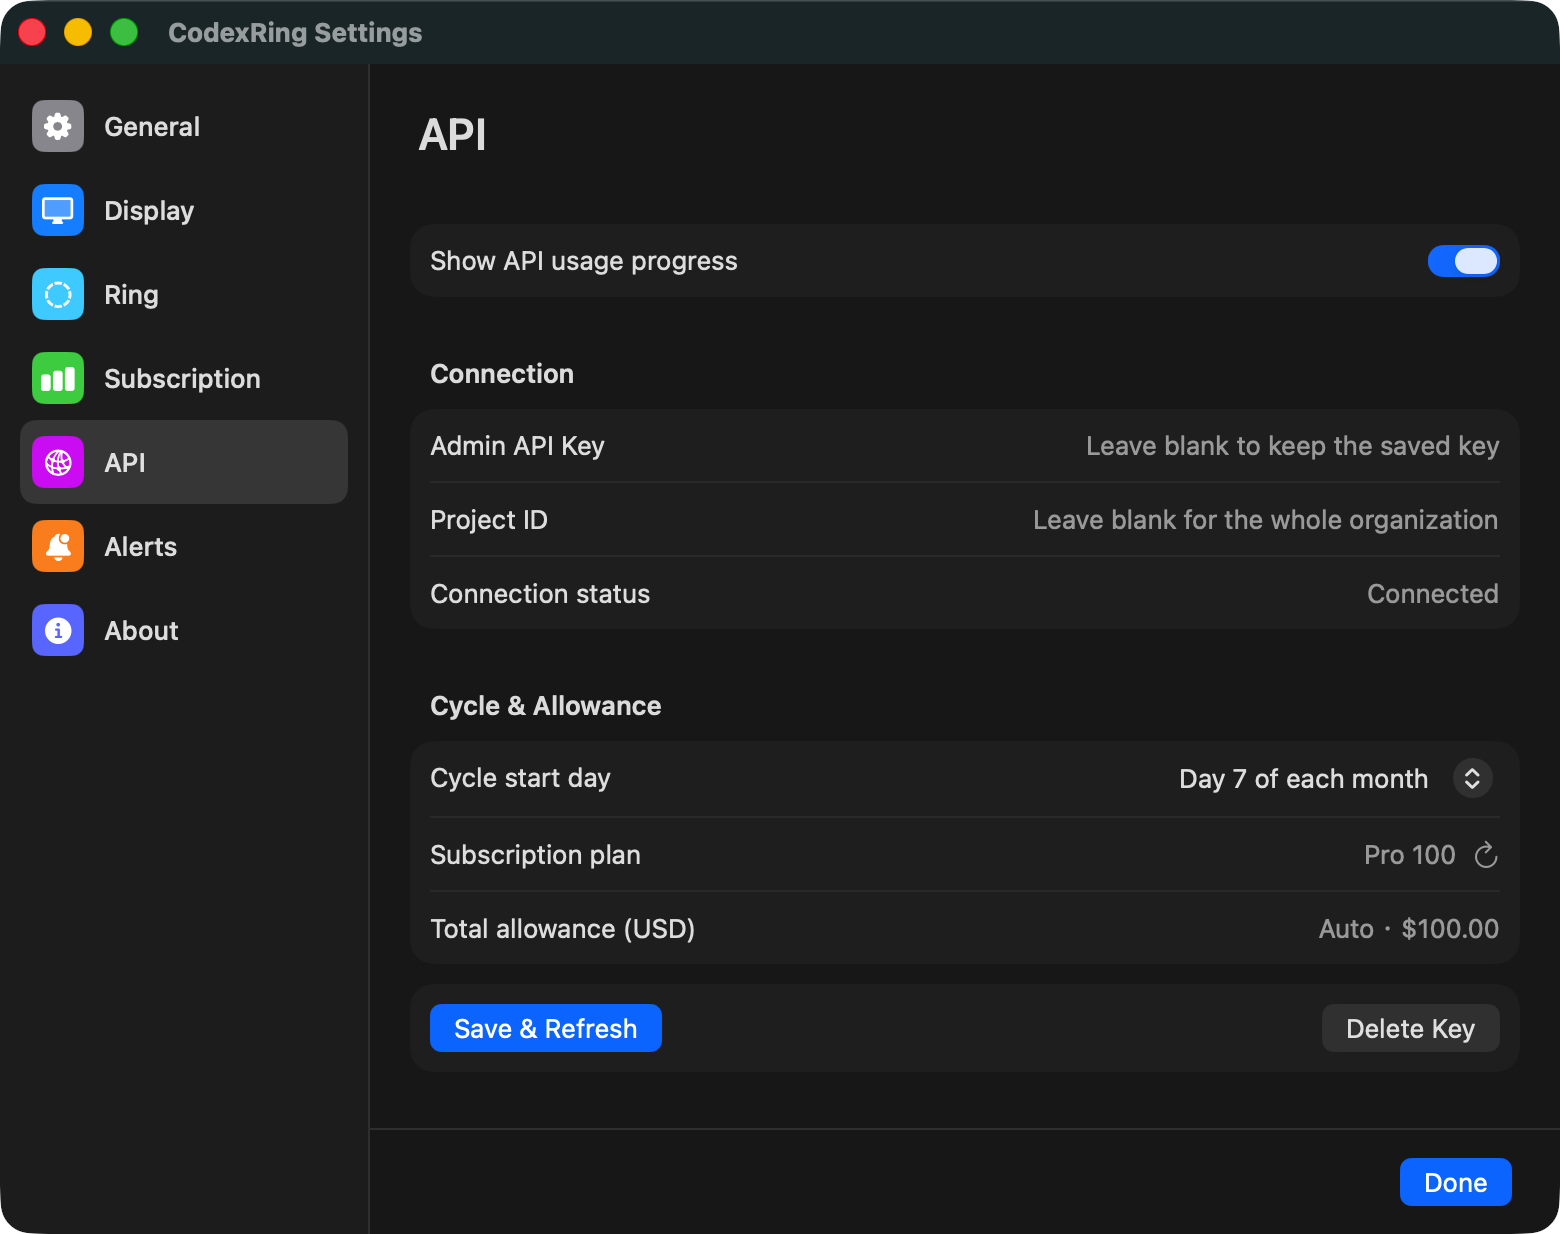 CodexRing Settings
General
Display
Ring
Subscription
API
Alerts
About
API
Show API usage progress
Connection
Admin API Key
Leave blank to keep the saved key
Project ID
Leave blank for the whole organization
Connection status
Connected
Cycle & Allowance
Cycle start day
Day 7 of each month
Subscription plan
Pro 100
Total allowance (USD)
Auto · $100.00
Save & Refresh
Delete Key
Done